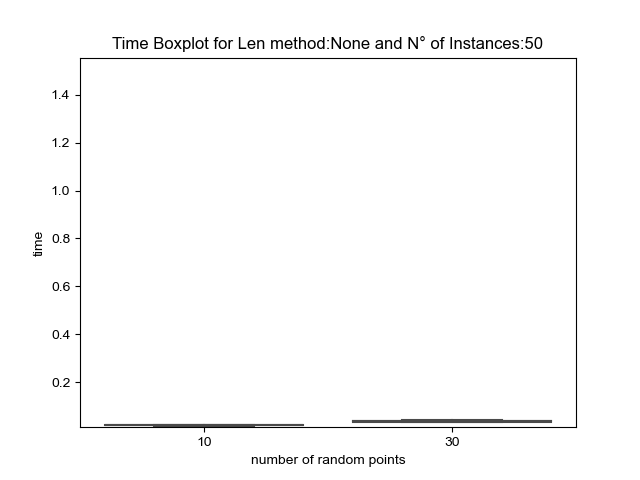 Time Boxplot for Len method:None and N° of Instances:50
1.4
1.2
1.0
0.8
0.6
0.4
0.2
time
10 30
number of random points